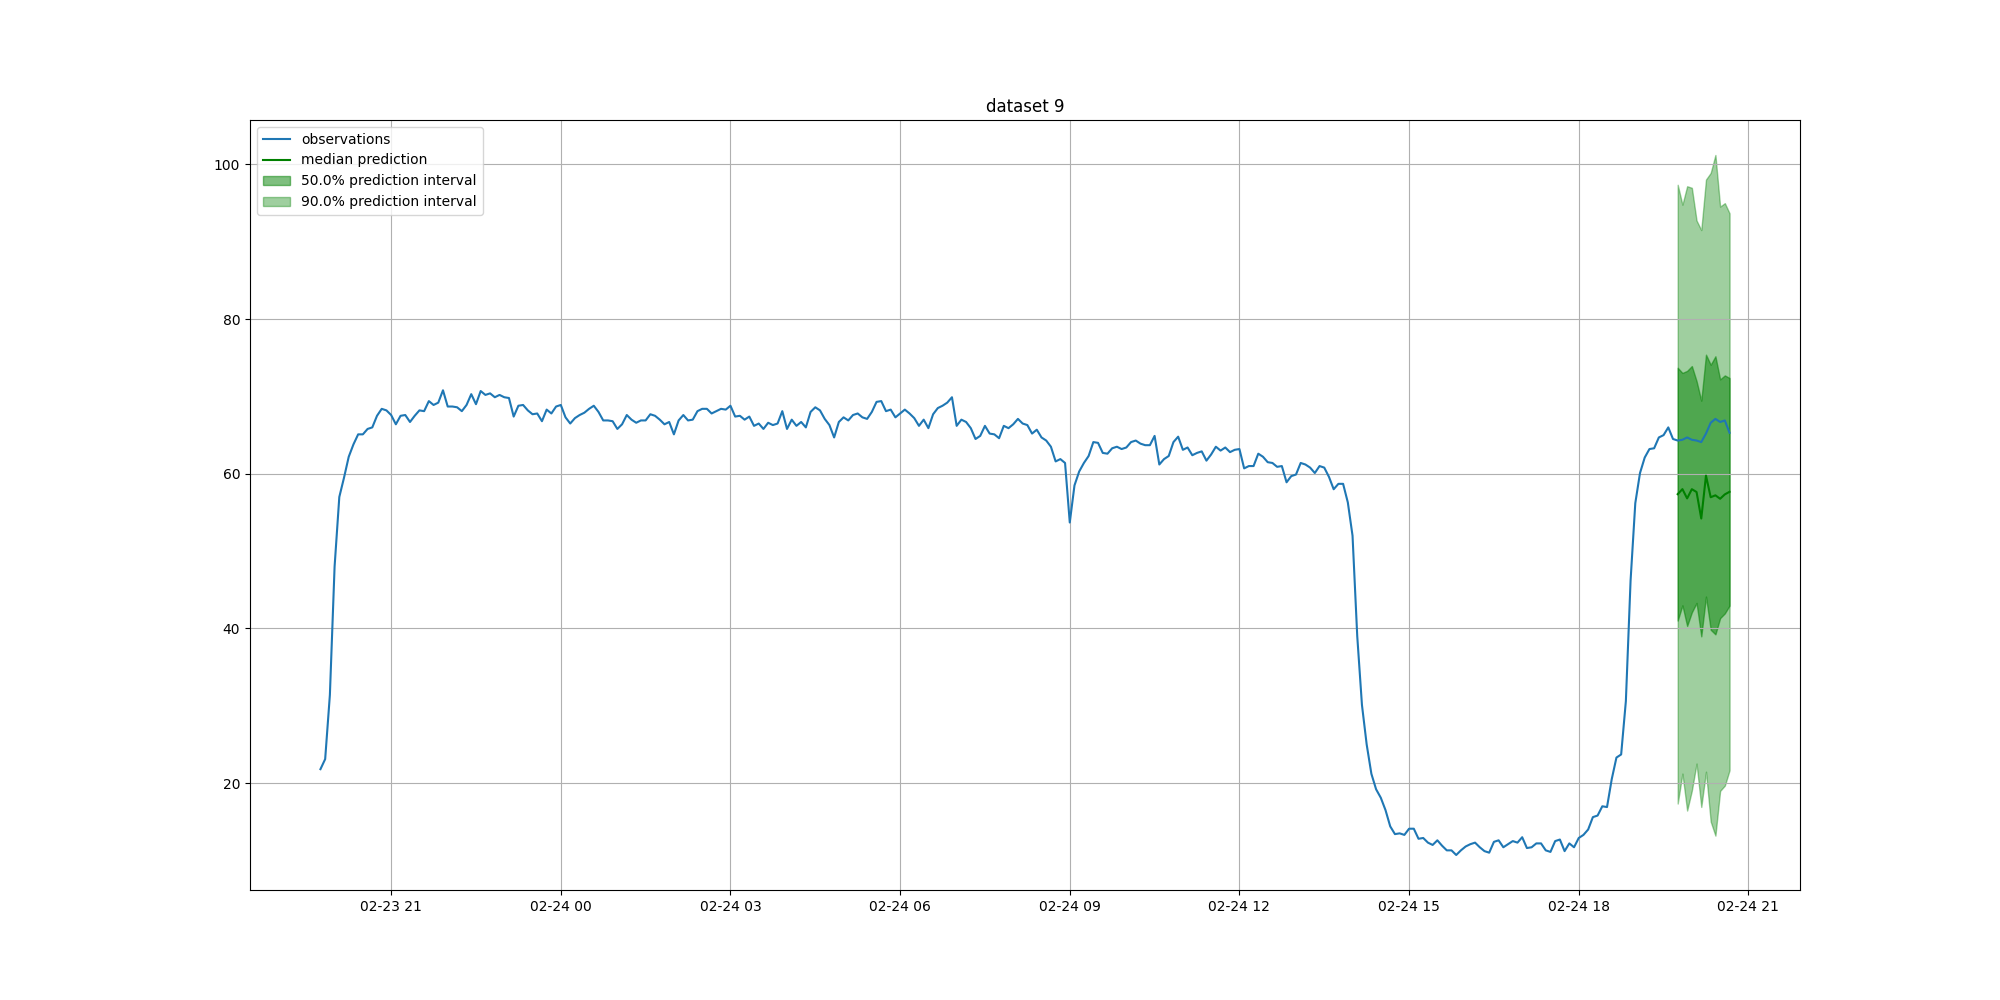 dataset 9
observations
median prediction
50.0% prediction interval
90.0% prediction interval
100
80
60
40
20
02-23 21
02-24 00
02-24 03
02-24 06
02-24 09
02-24 12
02-24 15
02-24 18
02-24 21